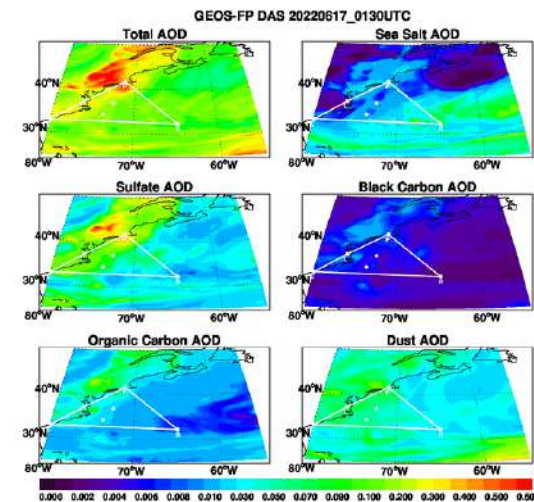 GEOS-FP DAS 20220617_0130UTC
Total AOD
Sea Salt AOD
40°N
30°N
80°W
70°W
60°W
40°N
30°N
80°W
70°W
60°W
Sulfate AOD
Black Carbon AOD
40°N
30°N
80°W
70°W
60°W
40°N
30°N
80°W
70°W
60°W
Organic Carbon AOD
Dust AOD
40°N
30°N
80°W
70°W
60°W
40°N
30°N
80°W
70°W
60°W
0.000 0.002 0.004 0.006 0.008 0.010 0.030 0.050 0.070 0.090 0.200 0.300 0.400 0.500